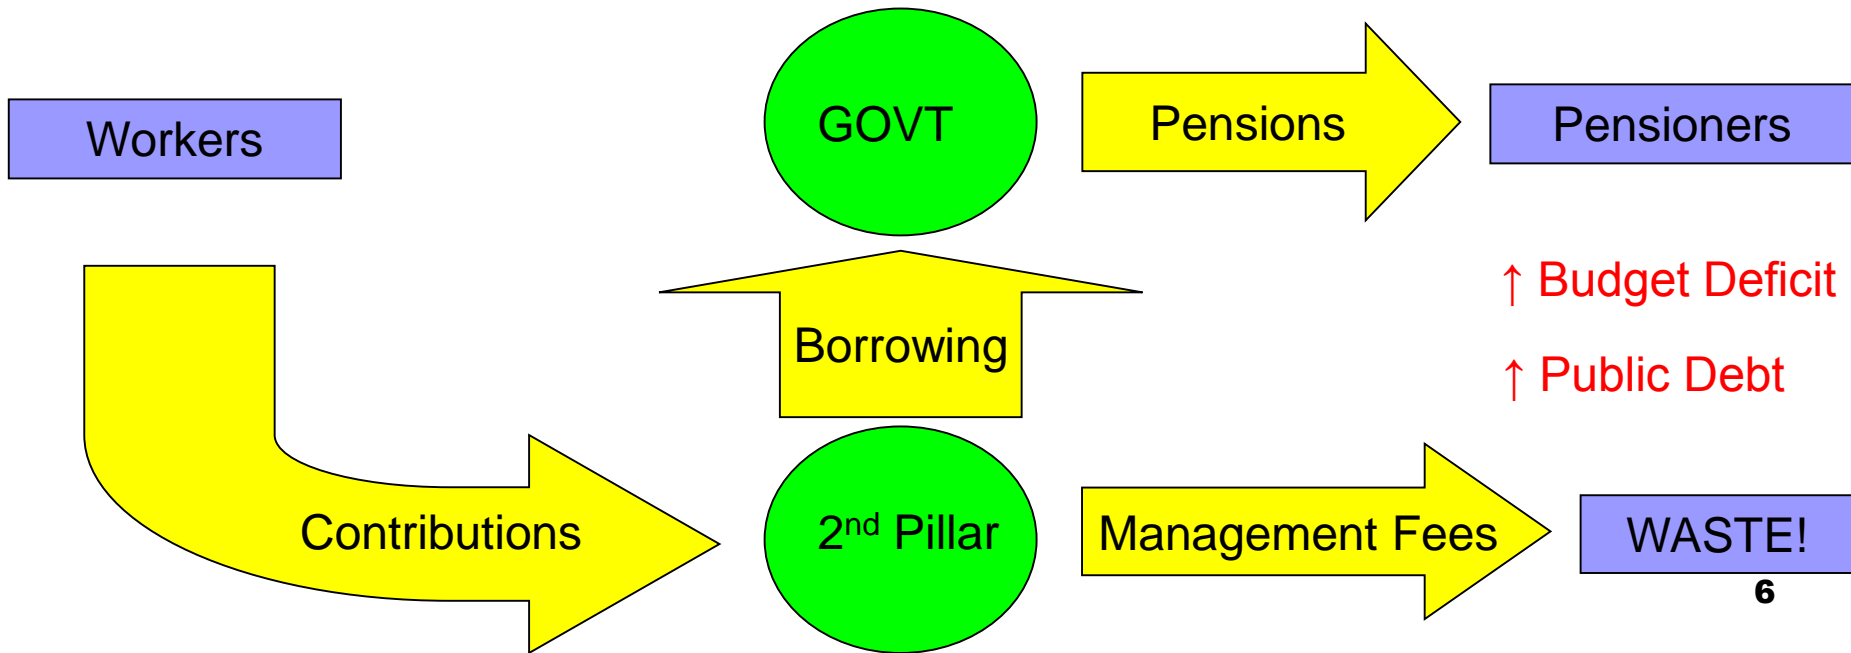 Workers
GOVT
Pensions
Pensioners
↑ Budget Deficit
Borrowing
↑ Public Debt
Contributions
2nd Pillar
Management Fees
WASTE!
6